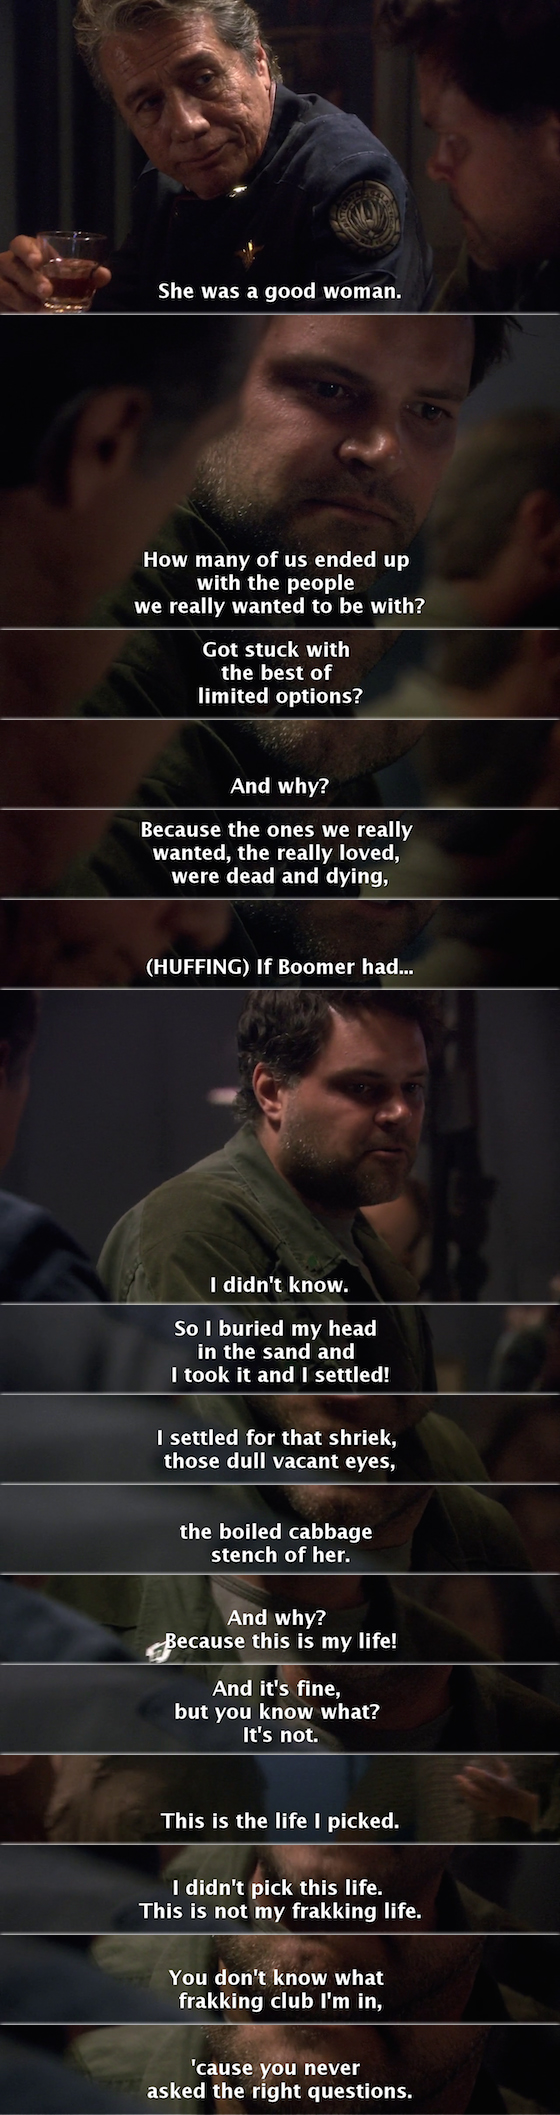 She was a good woman.
How many of us ended up
with the people
we really wanted to be with?
Got stuck with
the best of
limited options?
And why?
Because the ones we really
wanted, the really loved,
were dead and dying,
(HUFFING) If Boomer had...
I didn't know.
So I buried my head
in the sand and
I took it and I settled!
I settled for that shriek,
those dull vacant eyes,
the boiled cabbage
stench of her.
And why?
Because this is my life!
And it's fine,
but you know what?
It's not.
This is the life I picked.
I didn't pick this life.
This is not my frakking life.
You don't know what
frakking club I'm in,
'cause you never
asked the right questions.